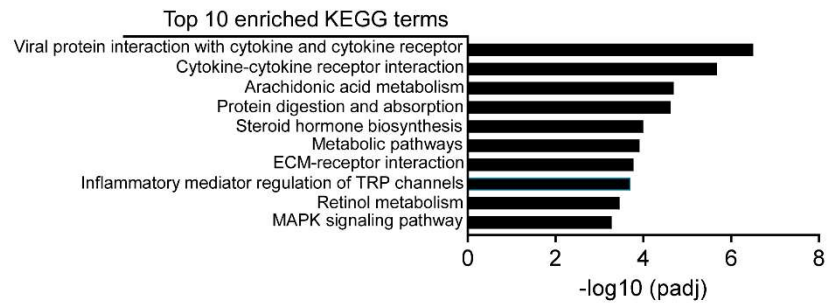 Top 10 enriched KEGG terms
Viral protein interaction with cytokine and cytokine receptor
Cytokine-cytokine receptor interaction
Arachidonic acid metabolism
Protein digestion and absorption
Steroid hormone biosynthesis
Metabolic pathways
ECM-receptor interaction
Inflammatory mediator regulation of TRP channels
Retinol metabolism
MAPK signaling pathway
0 2 4 6 8
-log10 (padj)